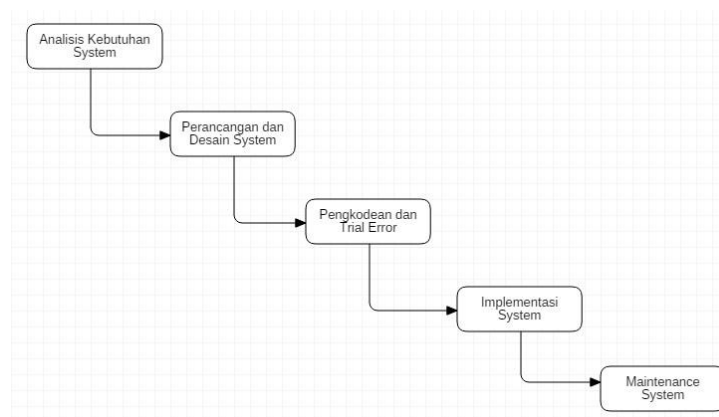 Analisis Kebutuhan
System
Perancangan dan
Desain System
Pengkodean dan
Trial Error
Implementasi
System
Maintenance
System